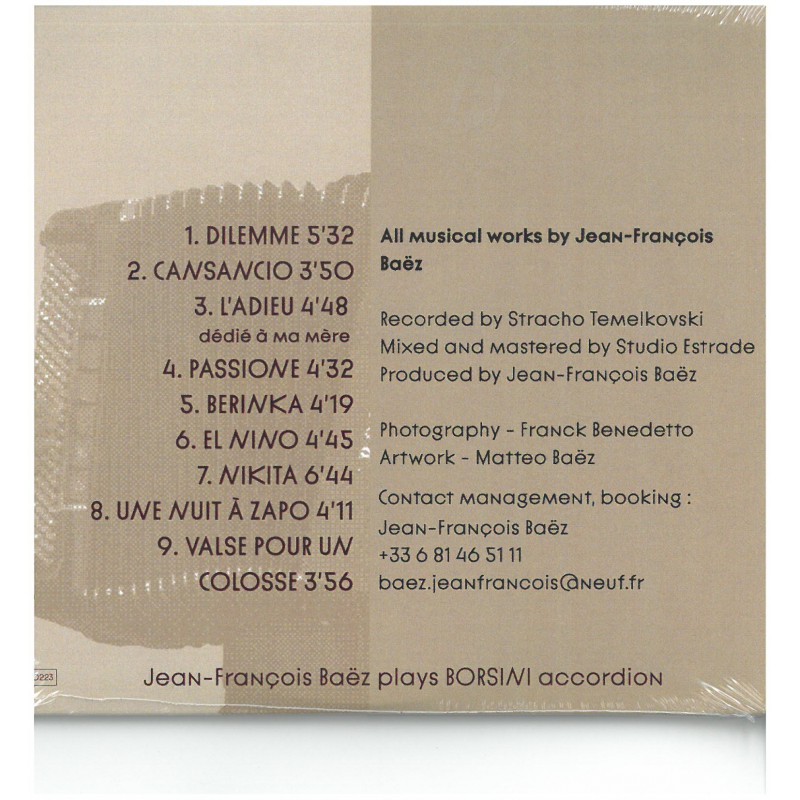 1. DILEMME 5'32
2. CANSANCIO 3'50
3. L'ADIEU 4'48
dédié à ma mère
4. PASSIONE 4'32
5. BERINKA 4'19
6. EL NINO 4'45
7. NIKITA 6'44
8. UNE NUIT À ZAPO 4'11
9. VALSE POUR UN
COLOSSE 3'56
All musical works by Jean-François
Baëz
Recorded by Stracho Temelkovski
Mixed and mastered by Studio Estrade
Produced by Jean-François Baëz
Photography - Franck Benedetto
Artwork - Matteo Baëz
Contact management, booking :
Jean-François Baëz
+33 6 81 46 51 11
baez.jeanfrancois@neuf.fr
Jean-François Baëz plays BORSINI accordion